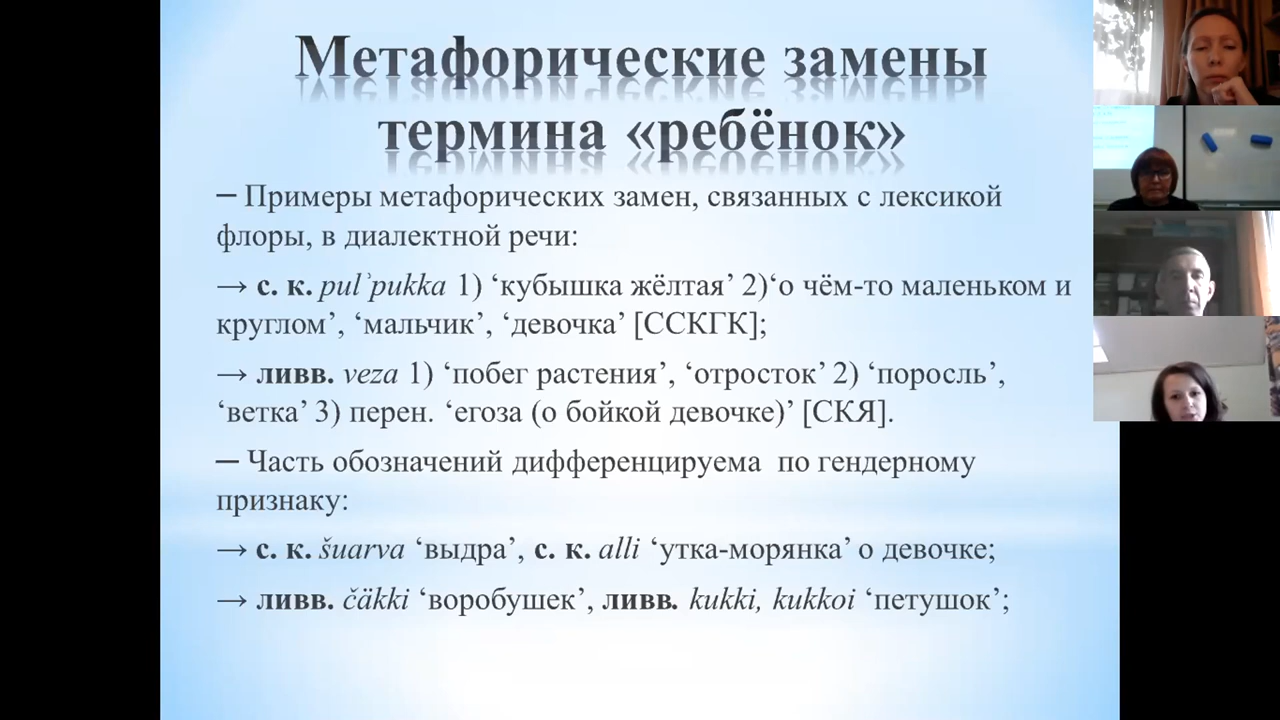 Метафорические замены
термина «ребёнок»
─ Примеры метафорических замен, связанных с лексикой
флоры, в диалектной речи:
→ с. к. pul᾽pukka 1) ‘кубышка жёлтая’ 2)‘о чём-то маленьком и
круглом’, ‘мальчик’, ‘девочка’ [ССКГК];
→ ливв. veza 1) ‘побег растения’, ‘отросток’ 2) ‘поросль’,
‘ветка’ 3) перен. ‘егоза (о бойкой девочке)’ [СКЯ].
─ Часть обозначений дифференцируема  по гендерному
признаку:
→ с. к. šuarva ‘выдра’, с. к. alli ‘утка-морянка’ о девочке;
→ ливв. čäkki ‘воробушек’, ливв. kukki, kukkoi ‘петушок’;